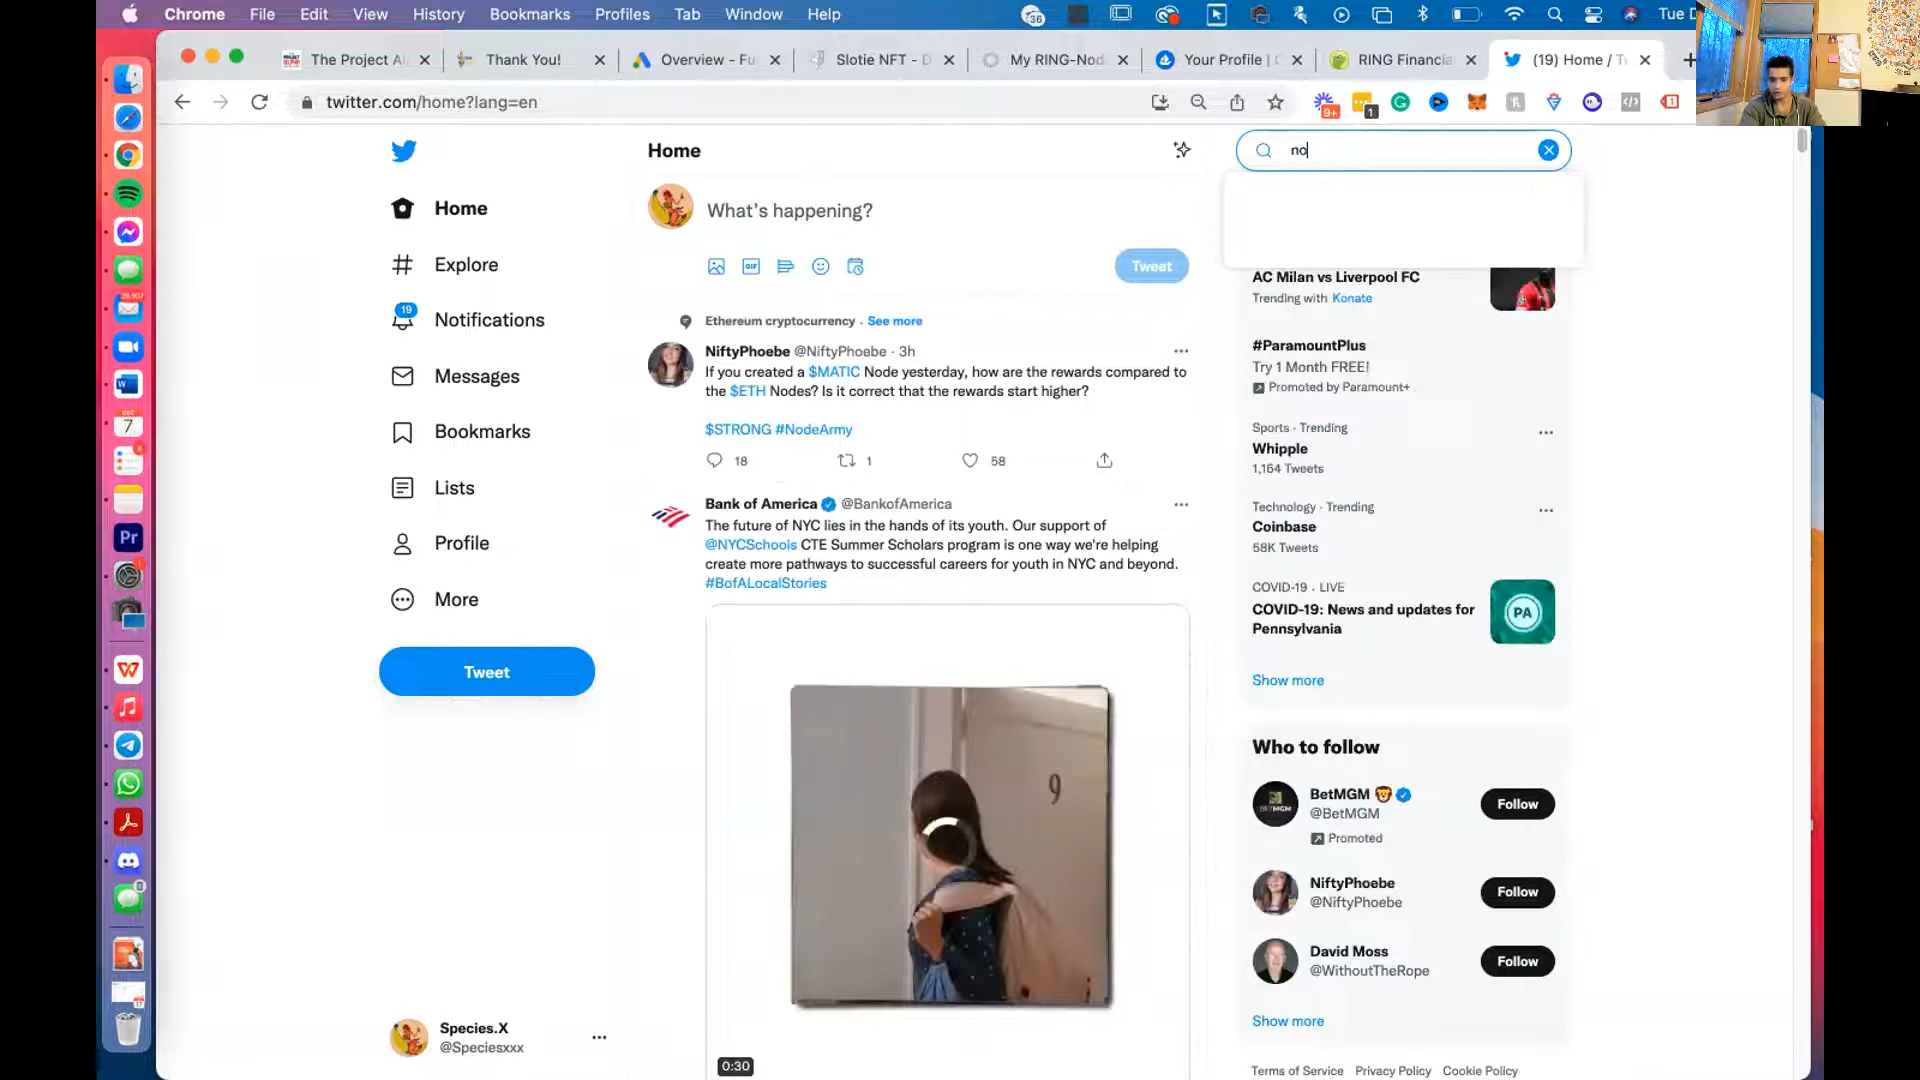 Chrome File Edit View History Bookmarks Profiles Tab Window Help
36
Tue
The Project A
Thank You!
Overview - Fu
Slotie NFT - D
My RING-Nod
Your Profile |
RING Financia
(19) Home / T
twitter.com/home?lang=en
9+
1
Home
Explore
19
Notifications
Messages
Bookmarks
Lists
Profile
More
Tweet
Species.X
@Speciesxxx
Home
What's happening?
GIF
Tweet
Ethereum cryptocurrency · See more
NiftyPhoebe @NiftyPhoebe · 3h
If you created a $MATIC Node yesterday, how are the rewards compared to
the $ETH Nodes? Is it correct that the rewards start higher?
$STRONG #NodeArmy
18 1 58
Bank of America @BankofAmerica
The future of NYC lies in the hands of its youth. Our support of
@NYCSchools CTE Summer Scholars program is one way we're helping
create more pathways to successful careers for youth in NYC and beyond.
#BofALocalStories
9
0:30
no
AC Milan vs Liverpool FC
Trending with Konate
#ParamountPlus
Try 1 Month FREE!
Promoted by Paramount+
Sports · Trending
Whipple
1,164 Tweets
Technology · Trending
Coinbase
58K Tweets
COVID-19 · LIVE
COVID-19: News and updates for
Pennsylvania
PA
Show more
Who to follow
BetMGM
@BetMGM
Promoted
Follow
NiftyPhoebe
@NiftyPhoebe
Follow
David Moss
@WithoutTheRope
Follow
Show more
Terms of Service Privacy Policy Cookie Policy
7
Pr